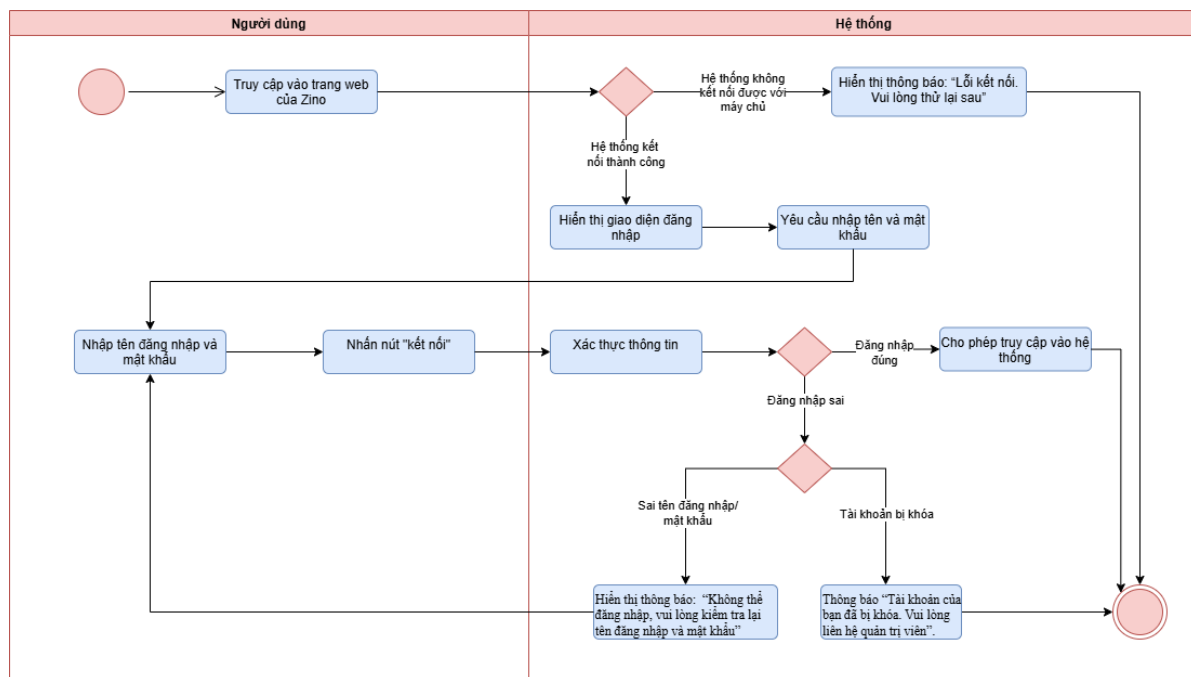 Người dùng
Hệ thống
Truy cập vào trang web
của Zino
Hệ thống không
kết nối được với
máy chủ
Hiển thị thông báo: “Lỗi kết nối.
Vui lòng thử lại sau”
Hệ thống kết
nối thành công
Hiển thị giao diện đăng
nhập
Yêu cầu nhập tên và mật
khẩu
Nhập tên đăng nhập và
mật khẩu
Nhấn nút "kết nối"
Xác thực thông tin
Đăng nhập
đúng
Cho phép truy cập vào hệ
thống
Đăng nhập sai
Sai tên đăng nhập/
mật khẩu
Tài khoản bị khóa
Hiển thị thông báo: “Không thể
đăng nhập, vui lòng kiểm tra lại
tên đăng nhập và mật khẩu”
Thông báo “Tài khoản của
bạn đã bị khóa. Vui lòng
liên hệ quản trị viên”.